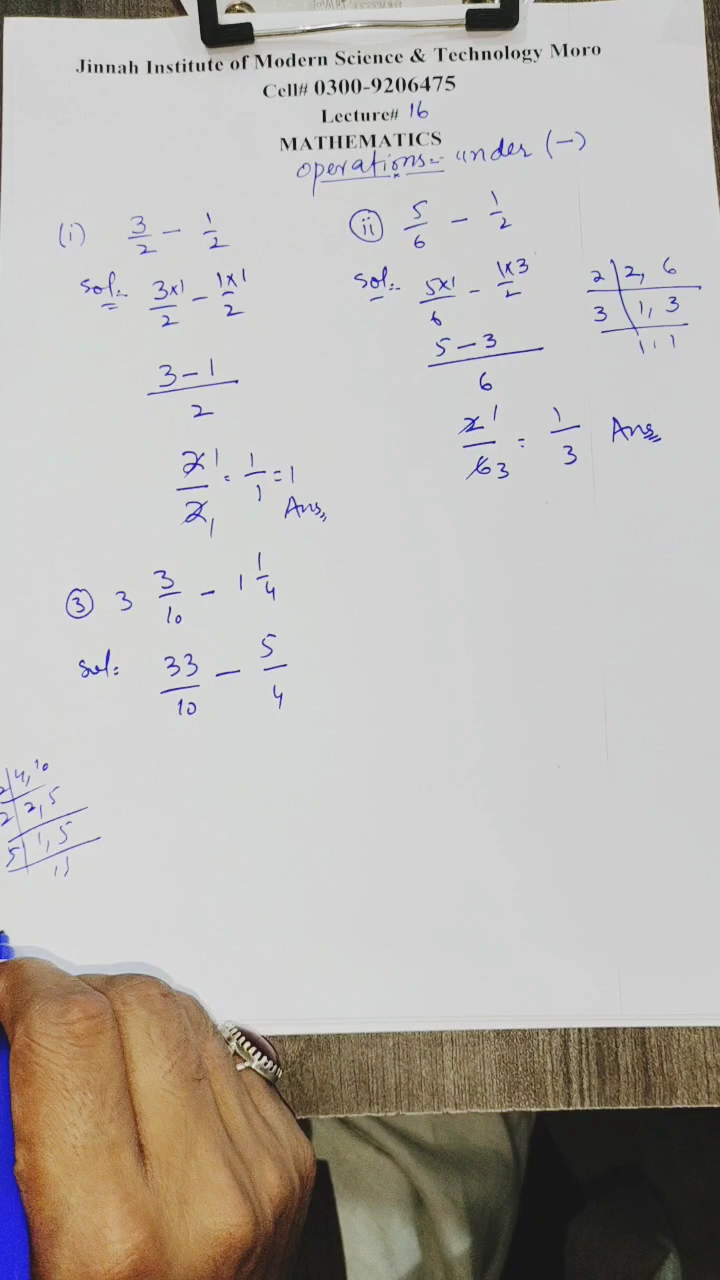 Jinnah Institute of Modern Science & Technology Moro
Cell# 0300-9206475
Lecture# 16
MATHEMATICS
operations:- under (-)
(i) 3/2 - 1/2
Sol:- 3x1/2 - 1x1/2
3-1/2
2 1/2 1 = 1/1 = 1
Ans
(ii) 5/6 - 1/2
Sol:- 5x1/6 - 1x3/2
5-3/6
2 1/6 3 = 1/3 Ans
2 | 2, 6
3 | 1, 3
1, 1
(3) 3 3/10 - 1 1/4
Sol: 33/10 - 5/4
2 | 4, 10
2 | 2, 5
5 | 1, 5
1, 1